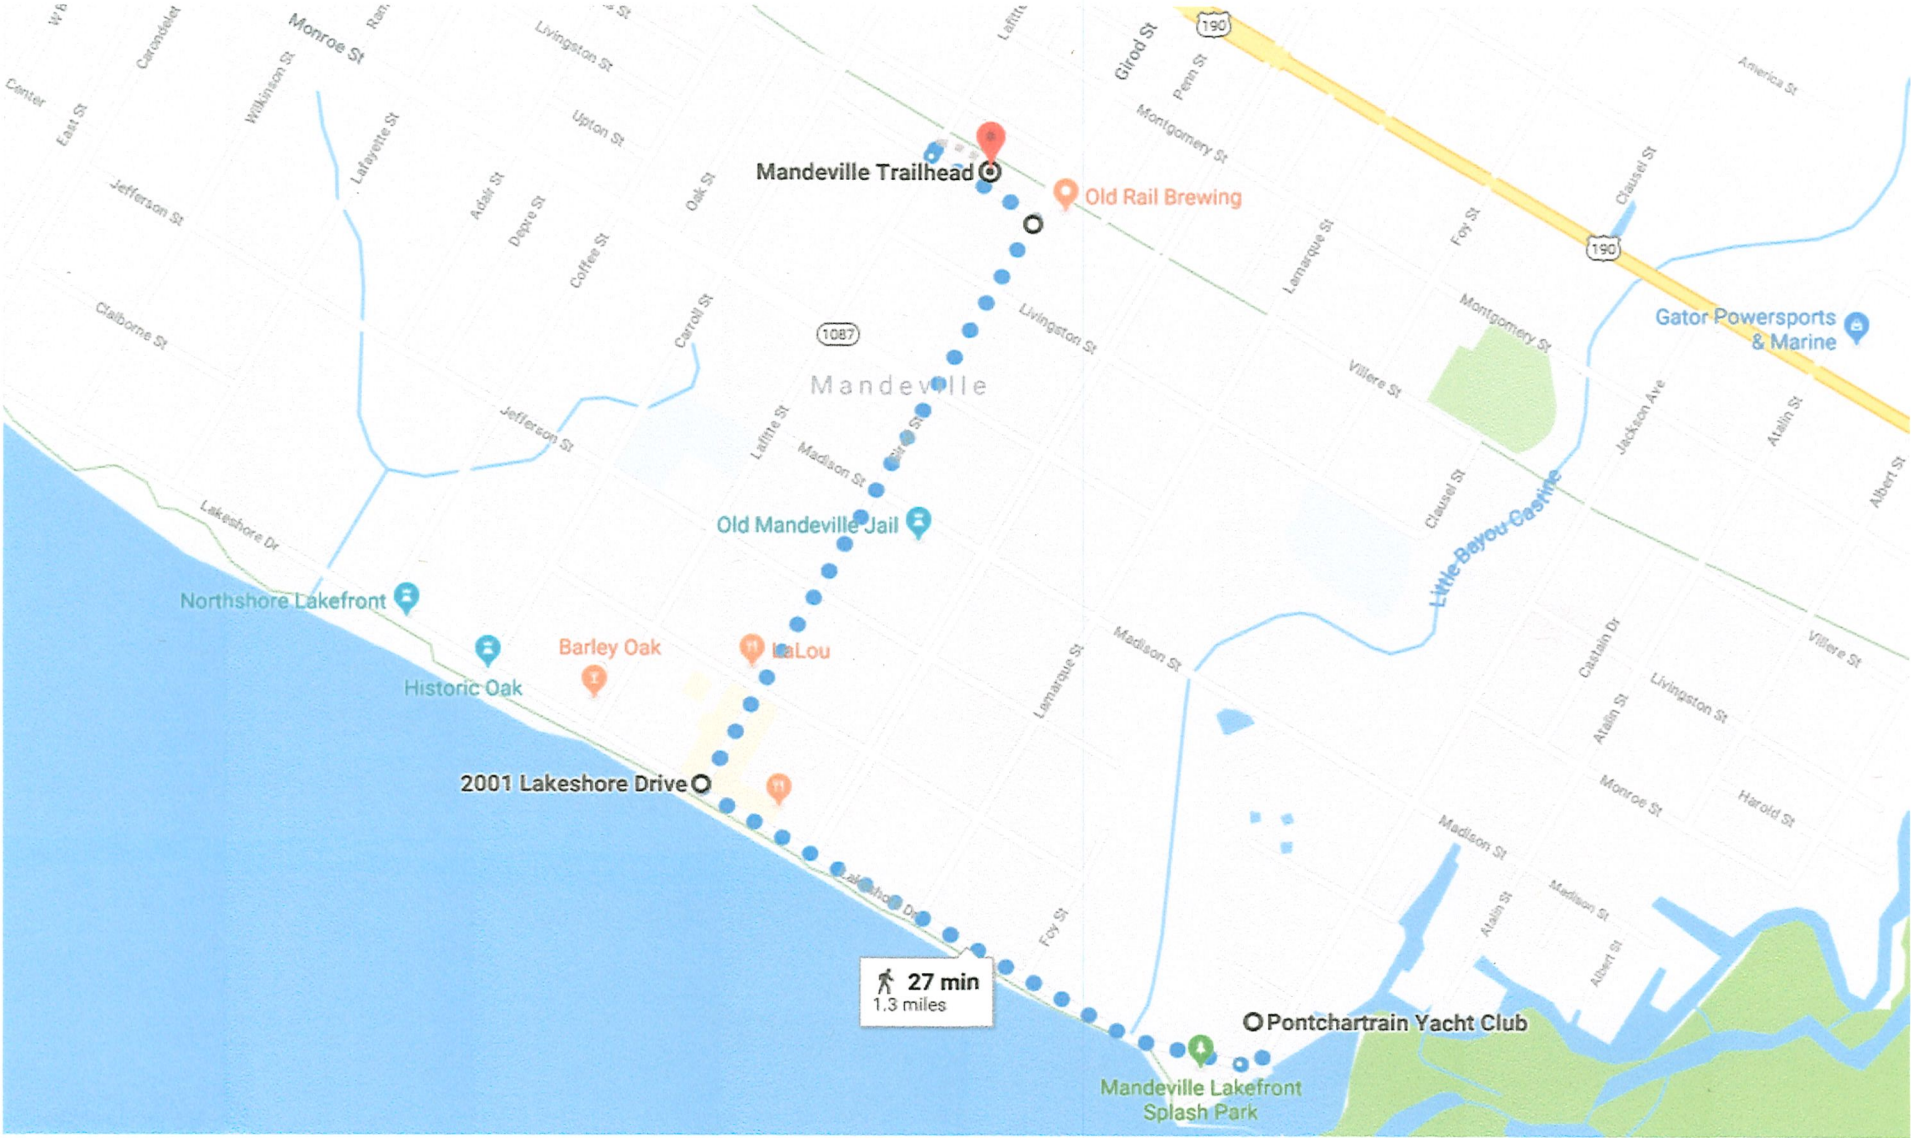 Carondelet
Monroe St
Livingston St
Lafitte
Girod St
190
Penn St
America St
Center
East St
Wilkinson St
Lafayette St
Upton St
Montgomery St
Clausel St
Mandeville Trailhead
Old Rail Brewing
Jefferson St
Adair St
Depre St
Oak St
Coffee St
Lamarque St
Foy St
190
Claiborne St
Carroll St
1087
Livingston St
Montgomery St
Gator Powersports
& Marine
Mandeville
Villere St
Jefferson St
Lafitte St
Girod St
Madison St
Jackson Ave
Atalin St
Albert St
Clausel St
Lakeshore Dr
Old Mandeville Jail
Little Bayou Castine
Northshore Lakefront
Barley Oak
LaLou
Historic Oak
Lamarque St
Madison St
Castain Dr
Villere St
Livingston St
Atalin St
2001 Lakeshore Drive
Monroe St
Harold St
Madison St
Lakeshore Dr
Foy St
Atalin St
Madison St
Albert St
27 min
1.3 miles
Pontchartrain Yacht Club
Mandeville Lakefront
Splash Park